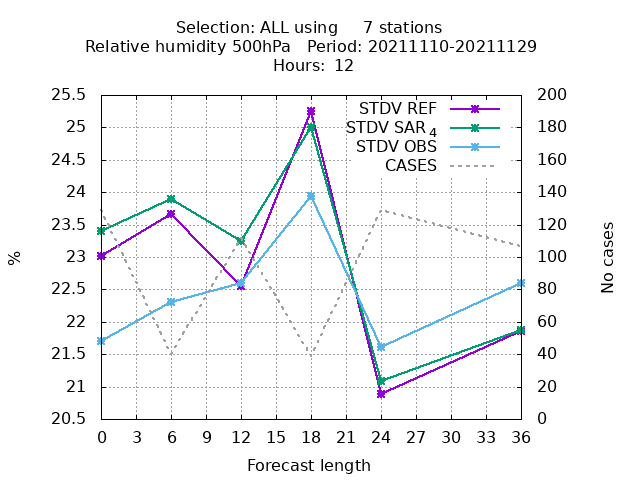 Selection: ALL using     7 stations
Relative humidity 500hPa   Period: 20211110-20211129
Hours: 12
STDV REF
STDV SAR4
STDV OBS
CASES
%
25.5
25
24.5
24
23.5
23
22.5
22
21.5
21
20.5
200
180
160
140
120
100
80
60
40
20
0
No cases
0 3 6 9 12 15 18 21 24 27 30 33 36
Forecast length